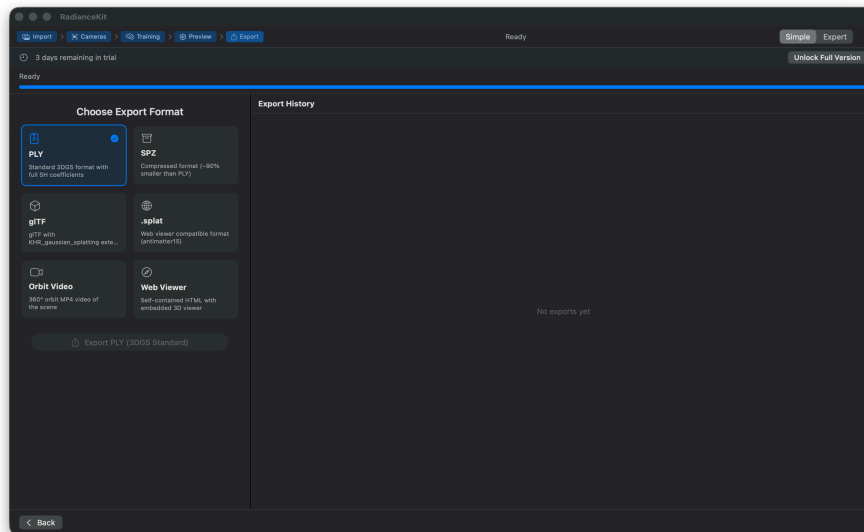 RadianceKit
Import > Cameras > Training > Preview > Export
Ready
Simple Expert
3 days remaining in trial
Unlock Full Version
Ready
Choose Export Format
PLY
Standard 3DGS format with
full SH coefficients
SPZ
Compressed format (~90%
smaller than PLY)
glTF
glTF with
KHR_gaussian_splatting exte...
.splat
Web viewer compatible format
(antimatter15)
Orbit Video
360° orbit MP4 video of
the scene
Web Viewer
Self-contained HTML with
embedded 3D viewer
Export PLY (3DGS Standard)
Export History
No exports yet
< Back